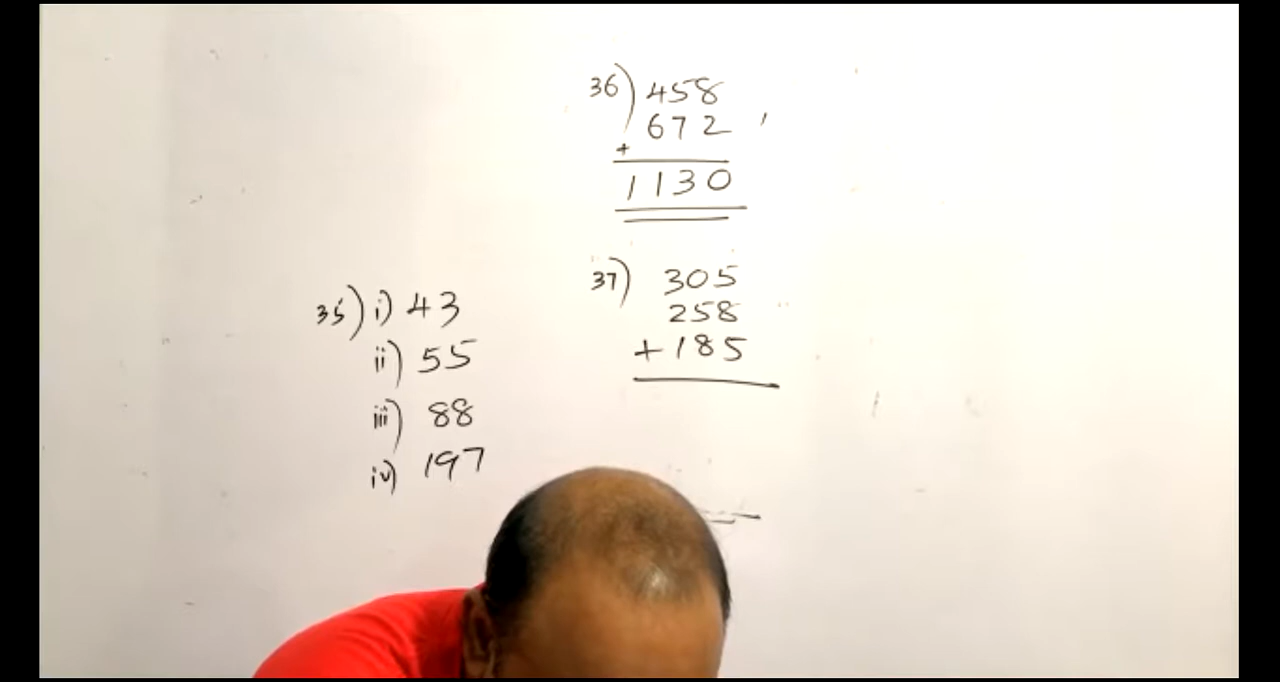 36) 458
672
+
1130
37) 305
258
+185
35) i) 43
ii) 55
iii) 88
iv) 197